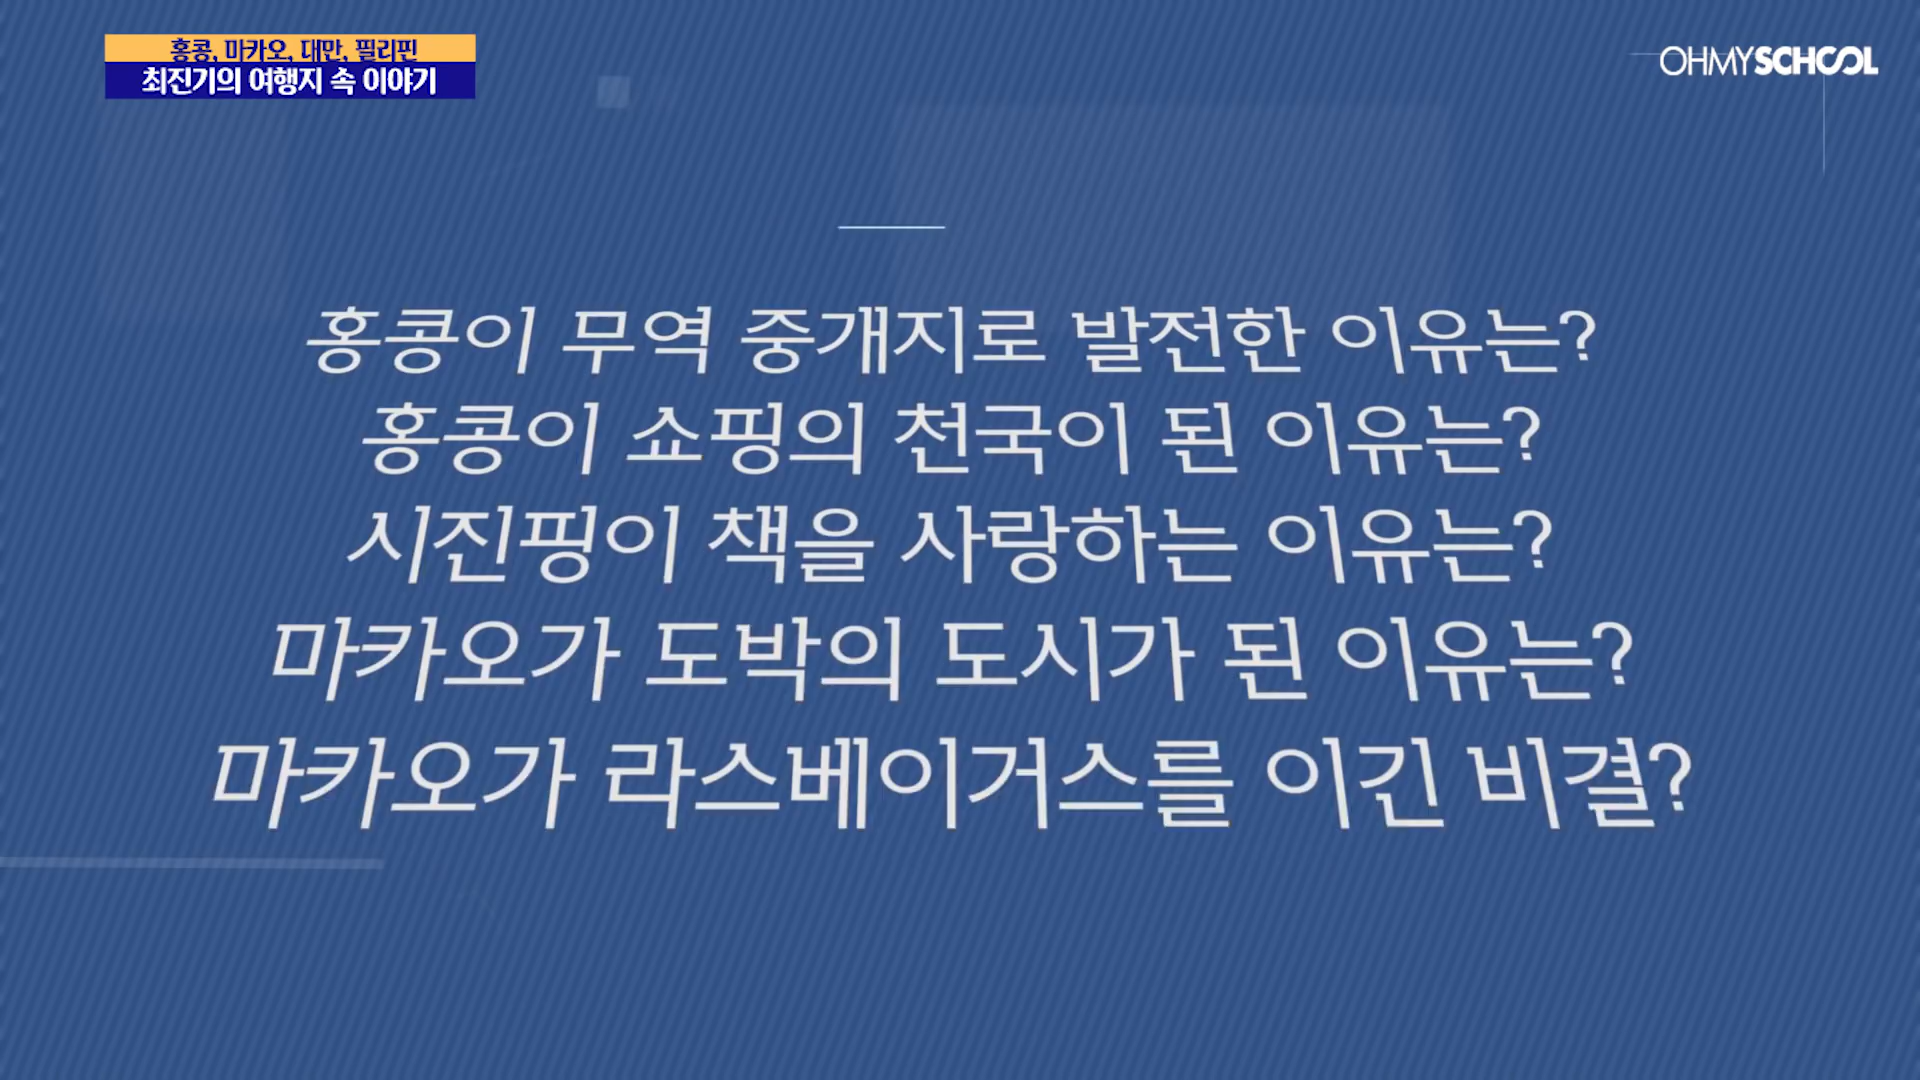 홍콩, 마카오, 대만, 필리핀
최진기의 여행지 속 이야기
OHMYSCHOOL
홍콩이 무역 중개지로 발전한 이유는?
홍콩이 쇼핑의 천국이 된 이유는?
시진핑이 책을 사랑하는 이유는?
마카오가 도박의 도시가 된 이유는?
마카오가 라스베이거스를 이긴 비결?